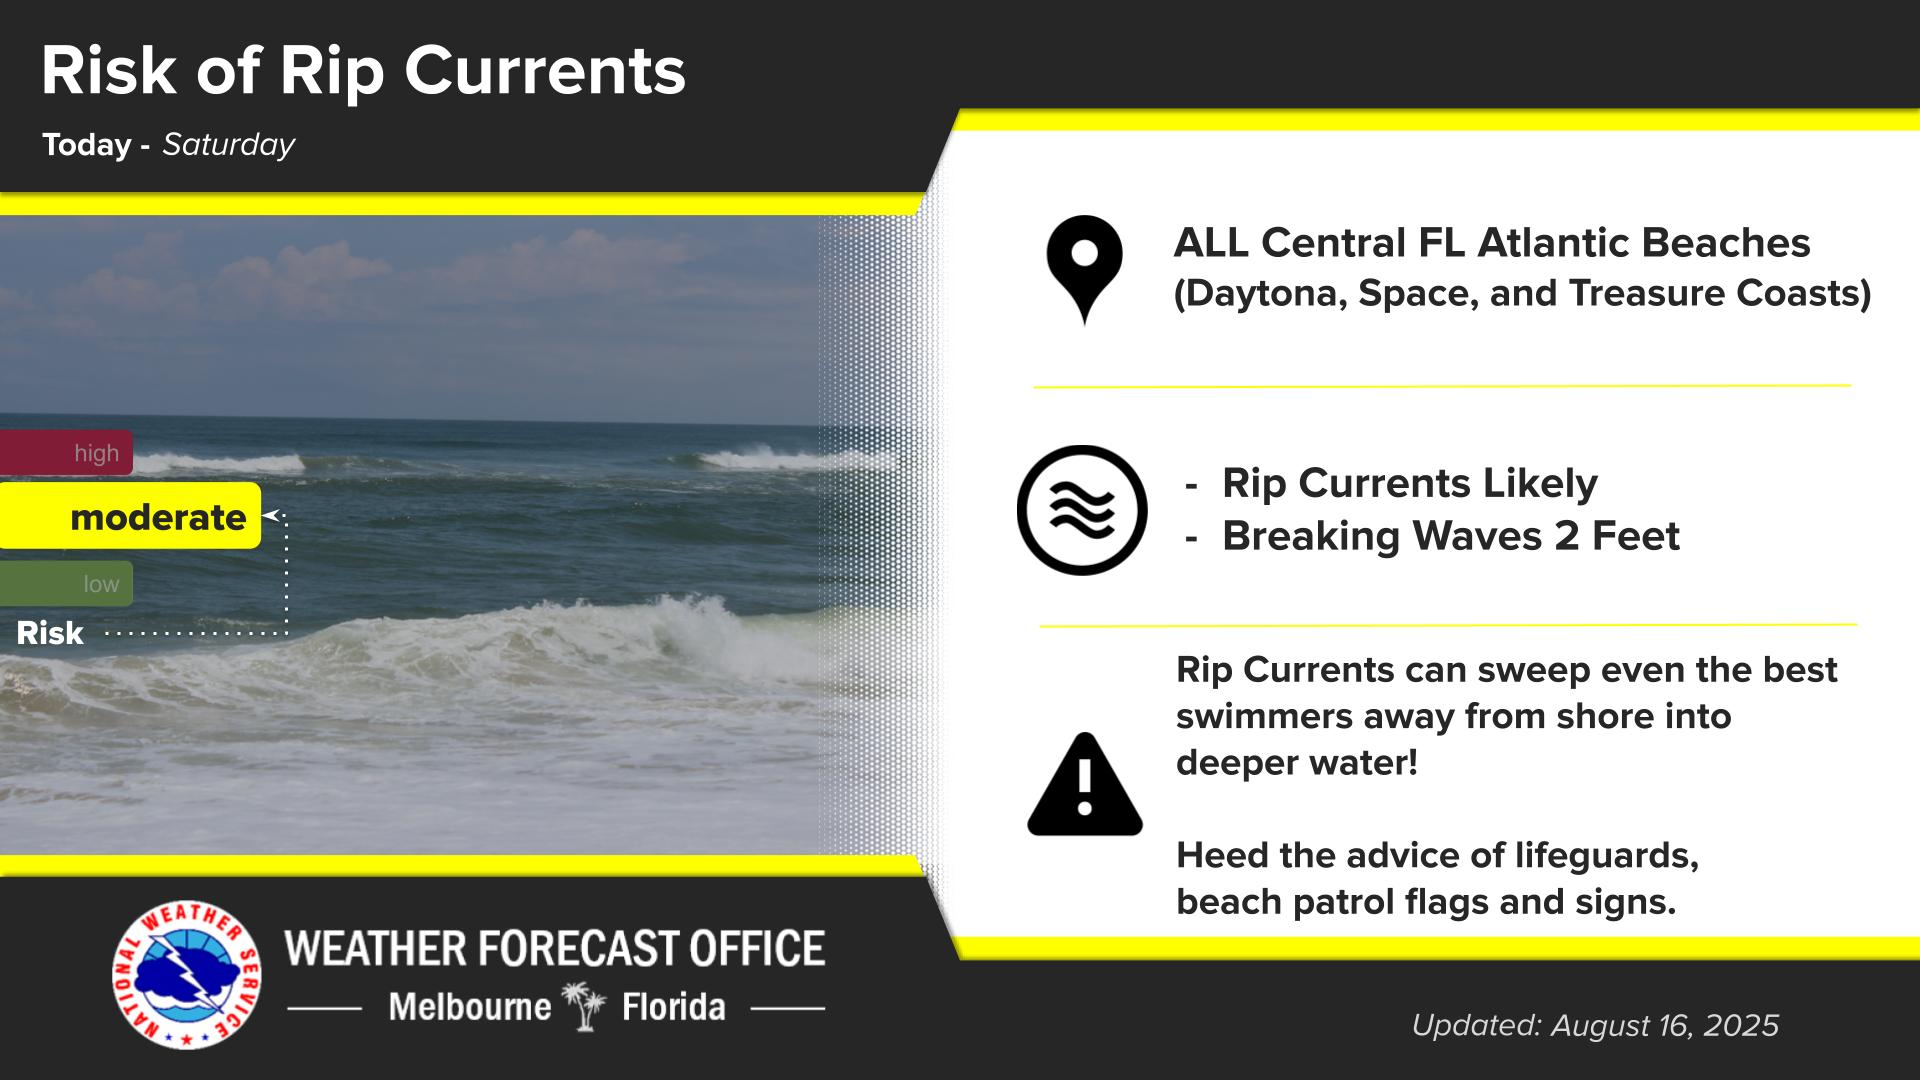 Risk of Rip Currents
Today - Saturday
ALL Central FL Atlantic Beaches
(Daytona, Space, and Treasure Coasts)
high
moderate
low
Risk
- Rip Currents Likely
- Breaking Waves 2 Feet
Rip Currents can sweep even the best
swimmers away from shore into
deeper water!
Heed the advice of lifeguards,
beach patrol flags and signs.
NATIONAL WEATHER SERVICE
WEATHER FORECAST OFFICE
Melbourne Florida
Updated: August 16, 2025